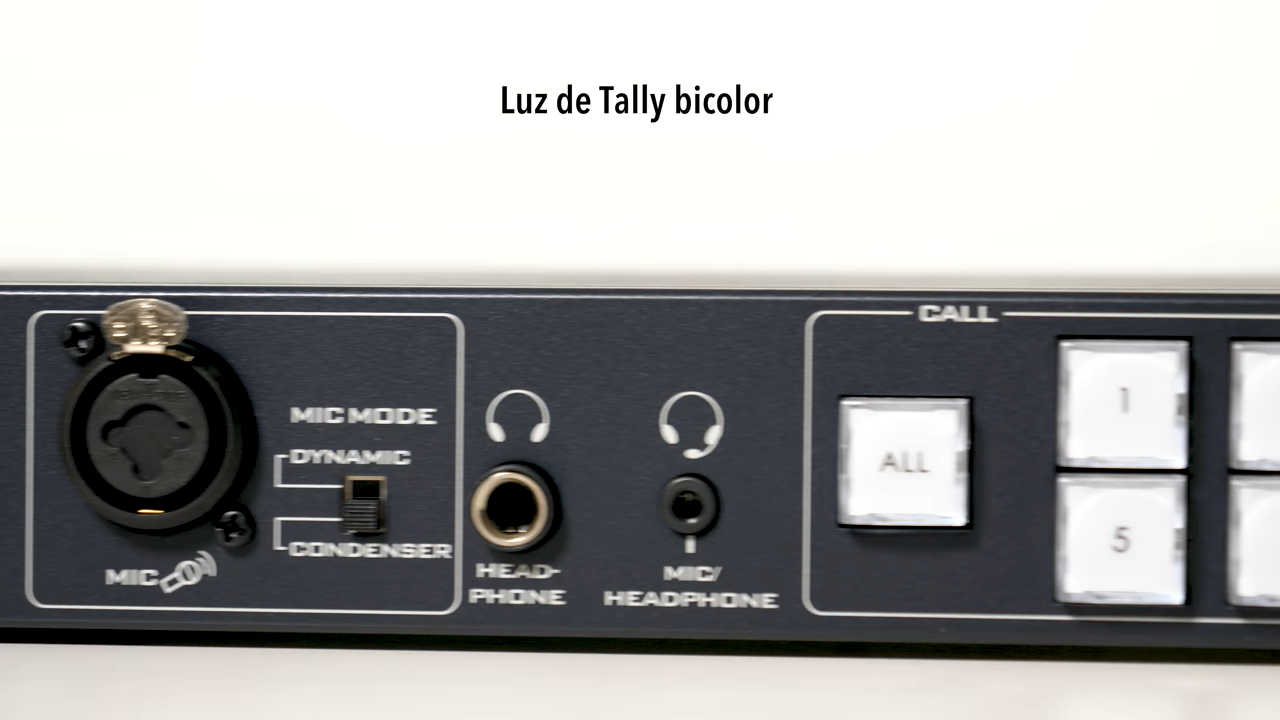 Luz de Tally bicolor
CALL
MIC MODE
DYNAMIC
CONDENSER
MIC
HEAD-
PHONE
MIC/
HEADPHONE
ALL
1
5